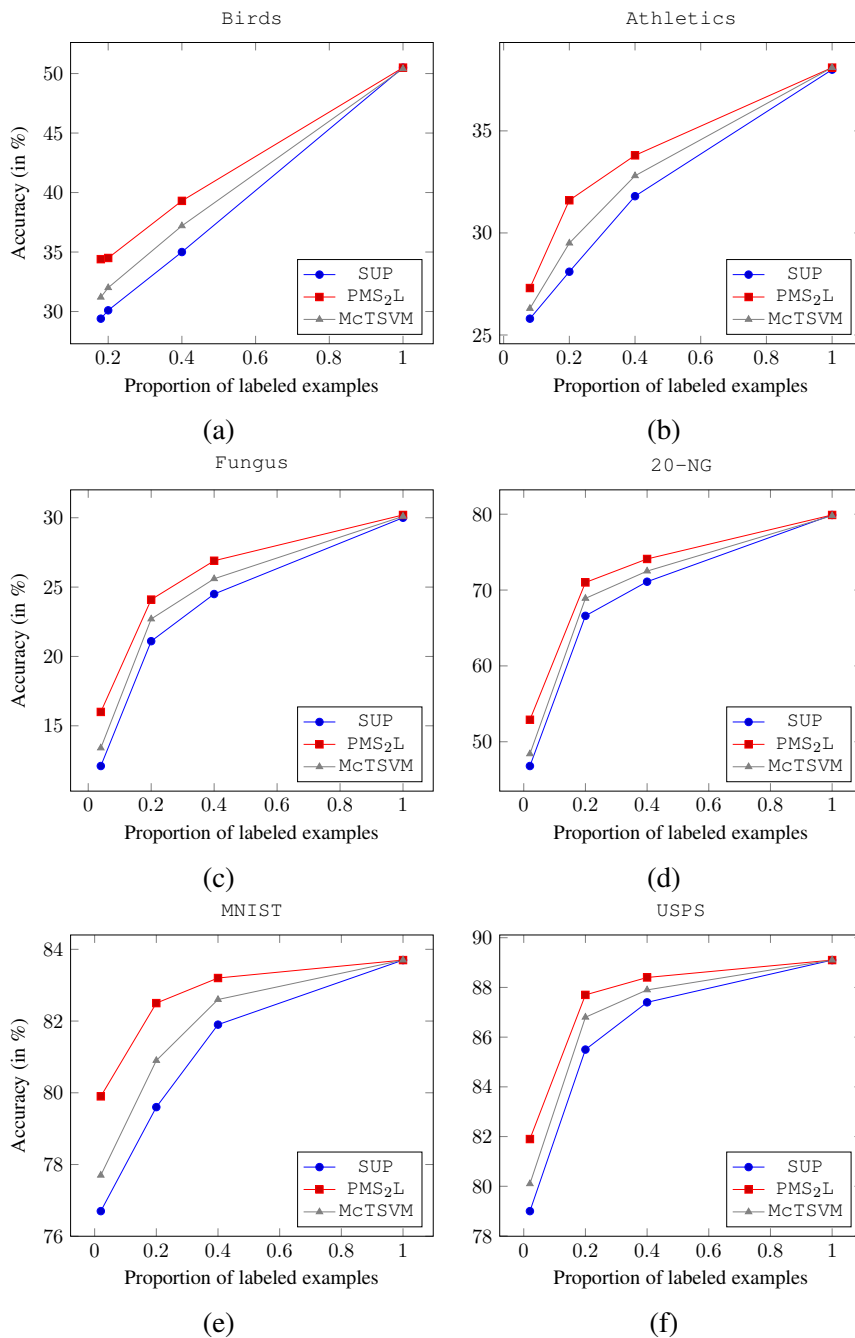 Birds
Accuracy (in %)
50
45
40
35
30
0.2 0.4 0.6 0.8 1
Proportion of labeled examples
SUP
PMS₂L
McTSVM
(a)
Athletics
35
30
25
0 0.2 0.4 0.6 0.8 1
Proportion of labeled examples
SUP
PMS₂L
McTSVM
(b)
Fungus
Accuracy (in %)
30
25
20
15
0 0.2 0.4 0.6 0.8 1
Proportion of labeled examples
SUP
PMS₂L
McTSVM
(c)
20-NG
80
70
60
50
0 0.2 0.4 0.6 0.8 1
Proportion of labeled examples
SUP
PMS₂L
McTSVM
(d)
MNIST
Accuracy (in %)
84
82
80
78
76
0 0.2 0.4 0.6 0.8 1
Proportion of labeled examples
SUP
PMS₂L
McTSVM
(e)
USPS
90
88
86
84
82
80
78
0 0.2 0.4 0.6 0.8 1
Proportion of labeled examples
SUP
PMS₂L
McTSVM
(f)